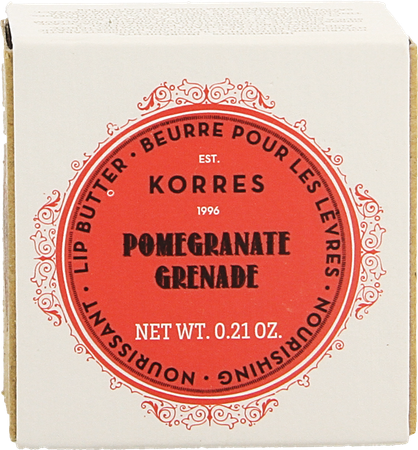 LIP BUTTER · BEURRE POUR LES LÈVRES · NOURISHING · NOURISSANT ·
EST.
KORRES
1996
POMEGRANATE
GRENADE
NET WT. 0.21 OZ.